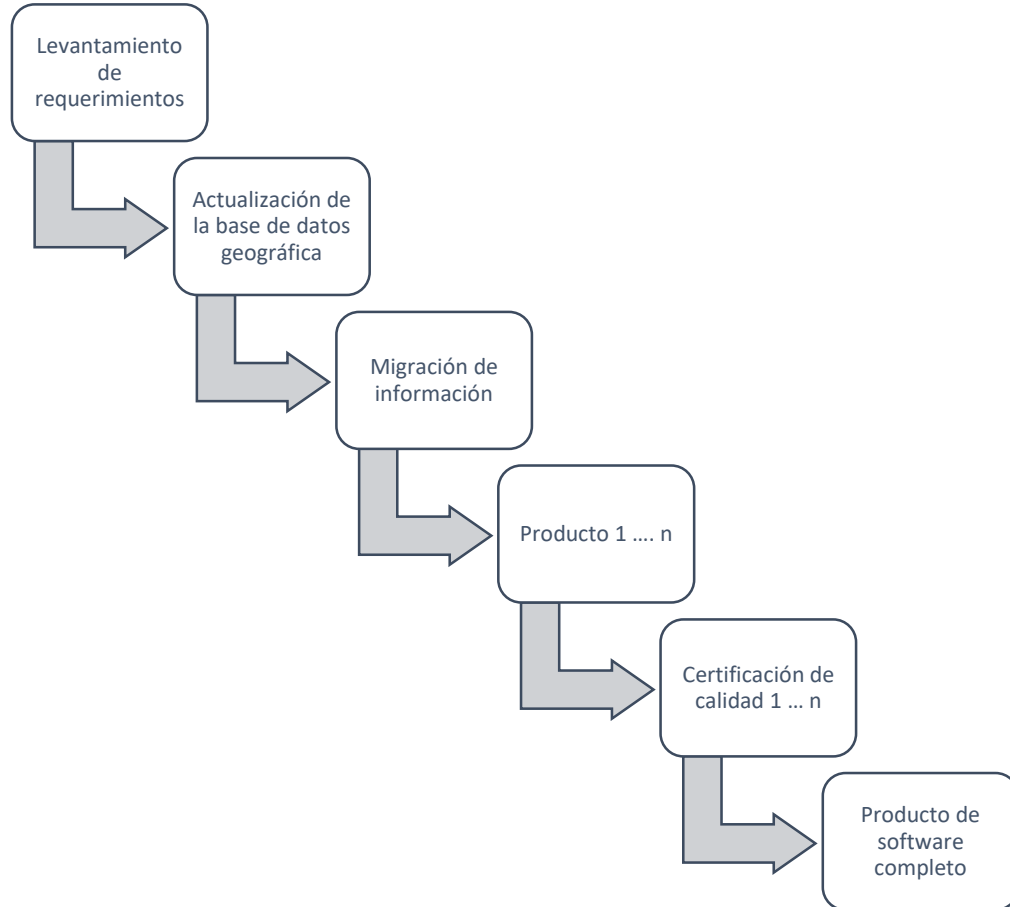 Levantamiento
de
requerimientos
Actualización de
la base de datos
geográfica
Migración de
información
Producto 1 .... n
Certificación de
calidad 1 ... n
Producto de
software
completo